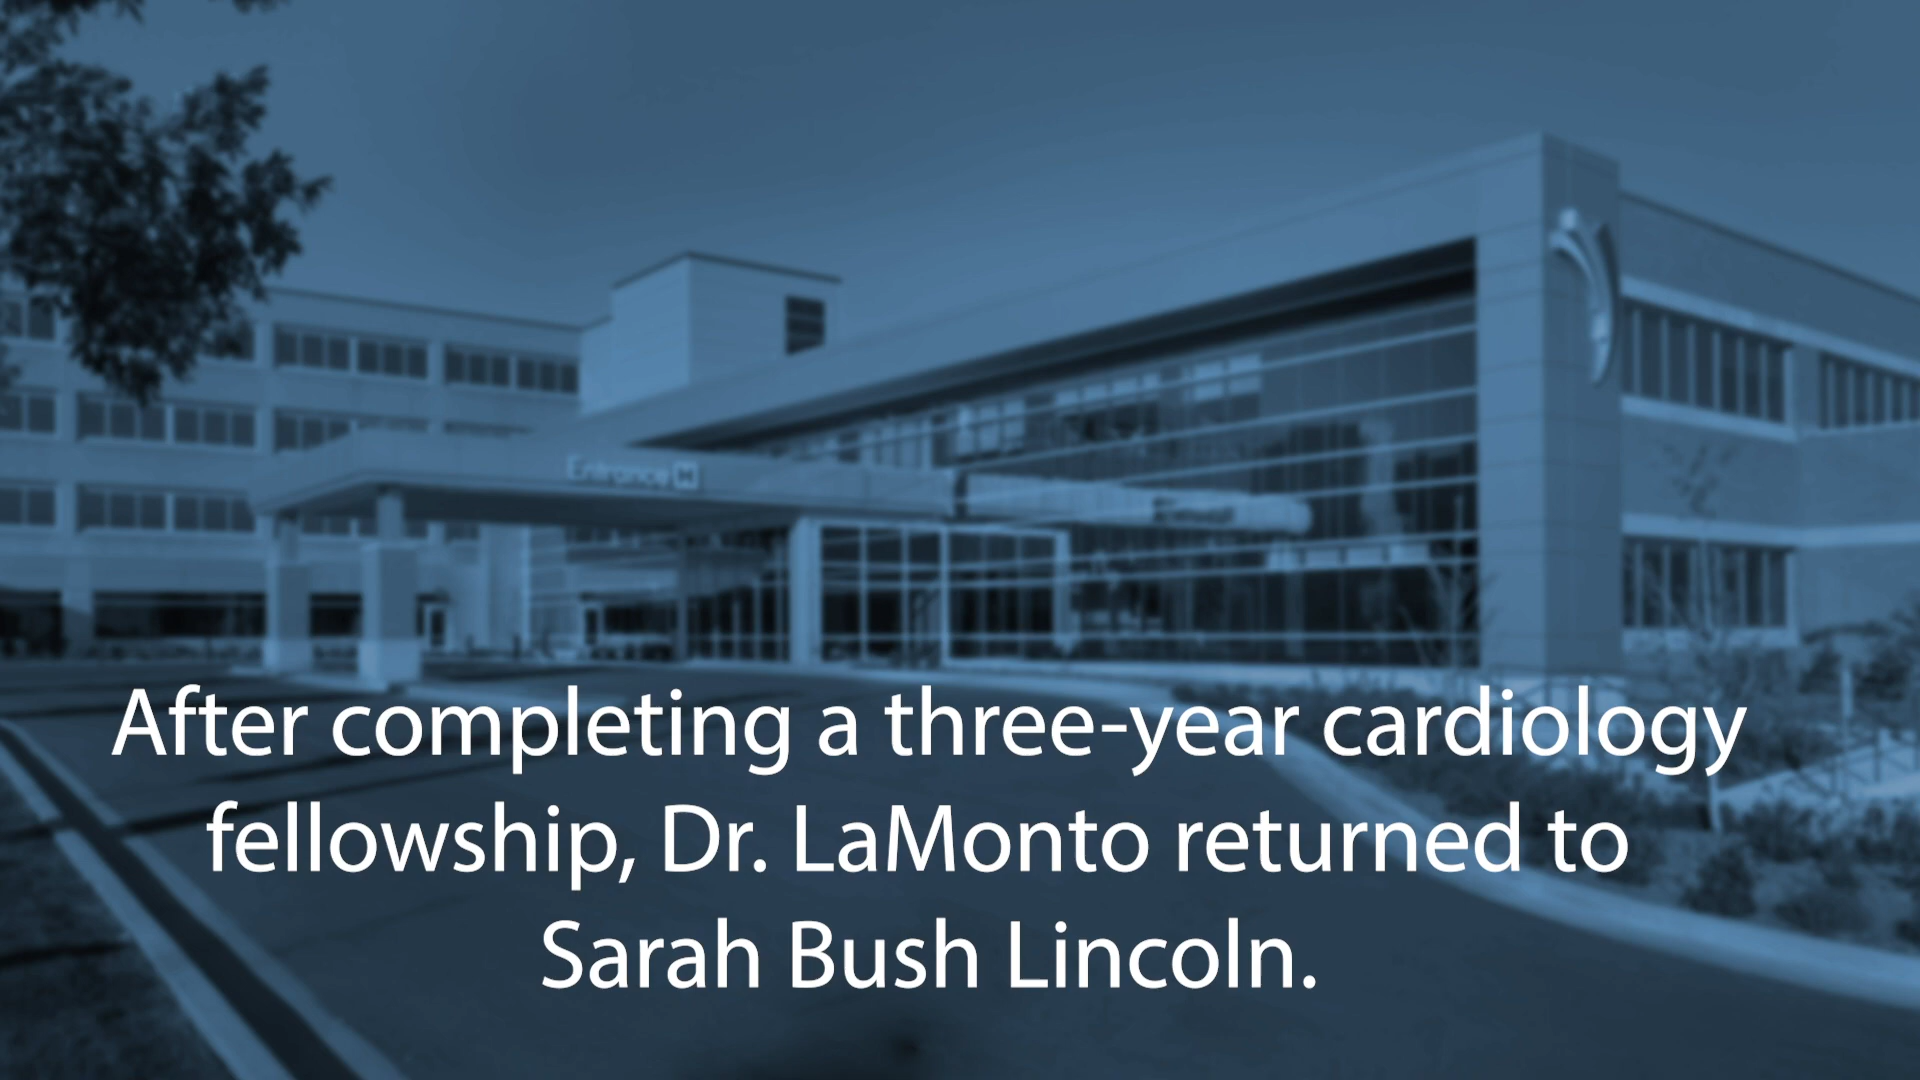 Entrance H
After completing a three-year cardiology
fellowship, Dr. LaMonto returned to
Sarah Bush Lincoln.